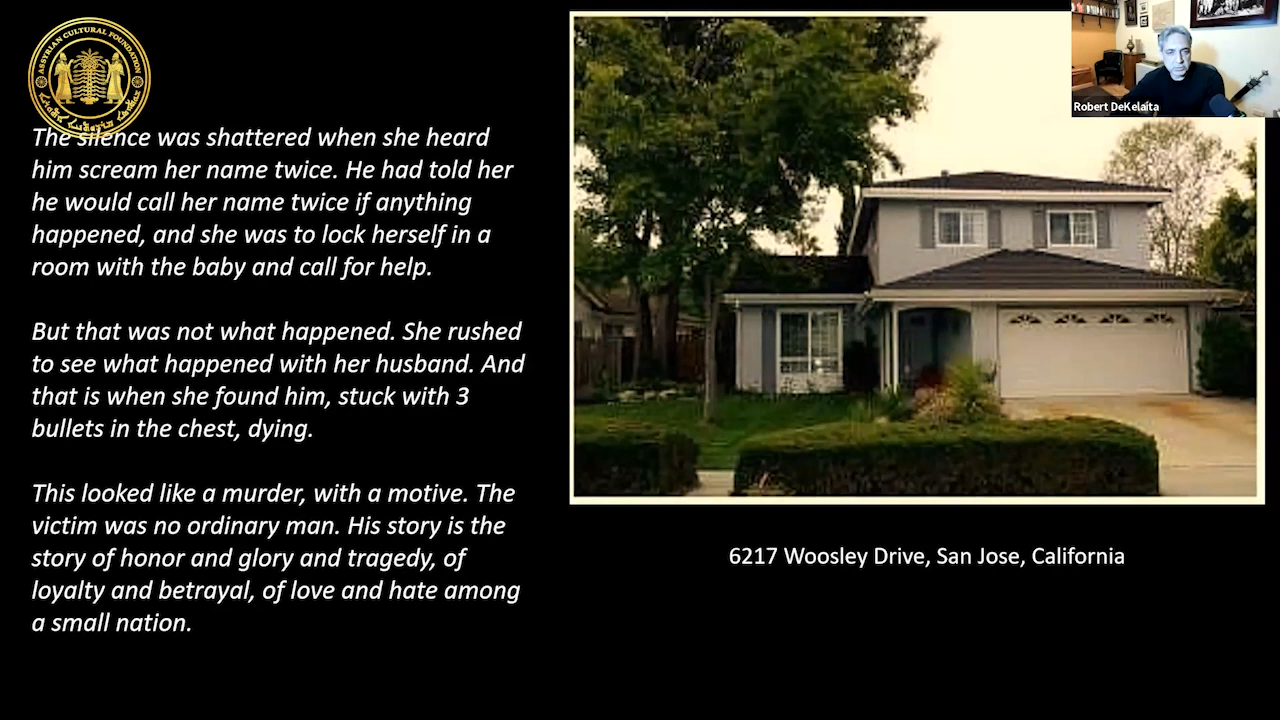 ASSYRIAN CULTURAL FOUNDATION
The silence was shattered when she heard
him scream her name twice. He had told her
he would call her name twice if anything
happened, and she was to lock herself in a
room with the baby and call for help.
But that was not what happened. She rushed
to see what happened with her husband. And
that is when she found him, stuck with 3
bullets in the chest, dying.
This looked like a murder, with a motive. The
victim was no ordinary man. His story is the
story of honor and glory and tragedy, of
loyalty and betrayal, of love and hate among
a small nation.
Robert DeKelaita
6217 Woosley Drive, San Jose, California